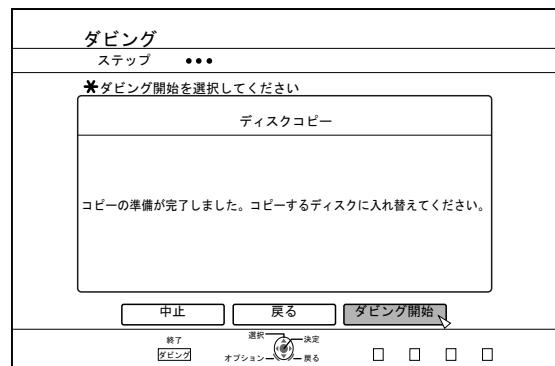 ダビング
ステップ •••
✱ダビング開始を選択してください
ディスクコピー
コピーの準備が完了しました。コピーするディスクに入れ替えてください。
中止 戻る ダビング開始
終了 選択 決定
ダビング オプション 戻る